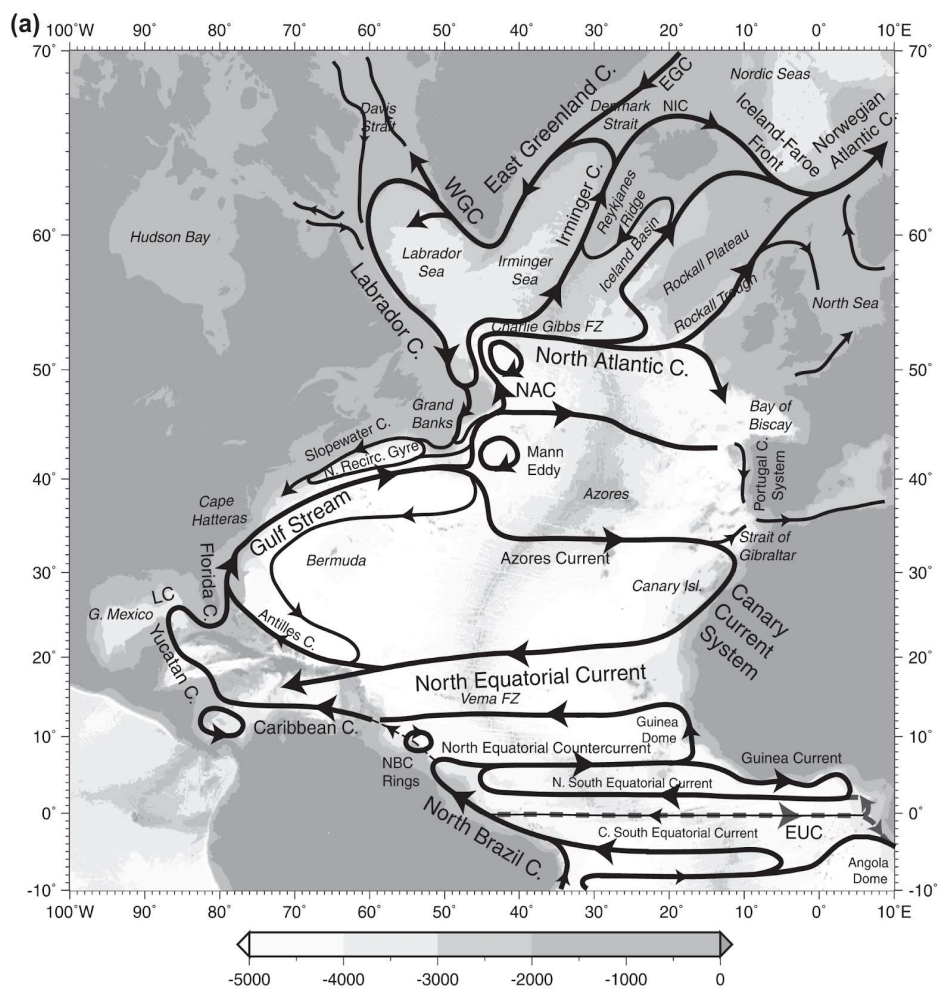 (a)
100°W 90° 80° 70° 60° 50° 40° 30° 20° 10° 0° 10°E
70° 70°
Nordic Seas
EGC
Davis
Strait
East Greenland C.
Denmark
Strait
NIC
Iceland-Faroe
Front
Norwegian
Atlantic C.
WGC
Irminger C.
Reykjanes
Ridge
60° 60°
Hudson Bay
Labrador
Sea
Irminger
Sea
Iceland Basin
Rockall Plateau
Rockall Trough
North Sea
Labrador C.
Charlie Gibbs FZ
North Atlantic C.
50° 50°
NAC
Grand
Banks
Bay of
Biscay
Slopewater C.
N. Recirc. Gyre
Mann
Eddy
Portugal C.
System
40° 40°
Cape
Hatteras
Gulf Stream
Azores
Strait of
Gibraltar
Florida C.
Bermuda
Azores Current
30° 30°
Canary Isl.
Canary
Current
System
LC
G. Mexico
Antilles C.
Yucatan C.
20° 20°
North Equatorial Current
Vema FZ
Caribbean C.
Guinea
Dome
10° 10°
NBC
Rings
North Equatorial Countercurrent
Guinea Current
N. South Equatorial Current
0° 0°
North Brazil C.
C. South Equatorial Current
EUC
Angola
Dome
-10° -10°
100°W 90° 80° 70° 60° 50° 40° 30° 20° 10° 0° 10°E
-5000 -4000 -3000 -2000 -1000 0